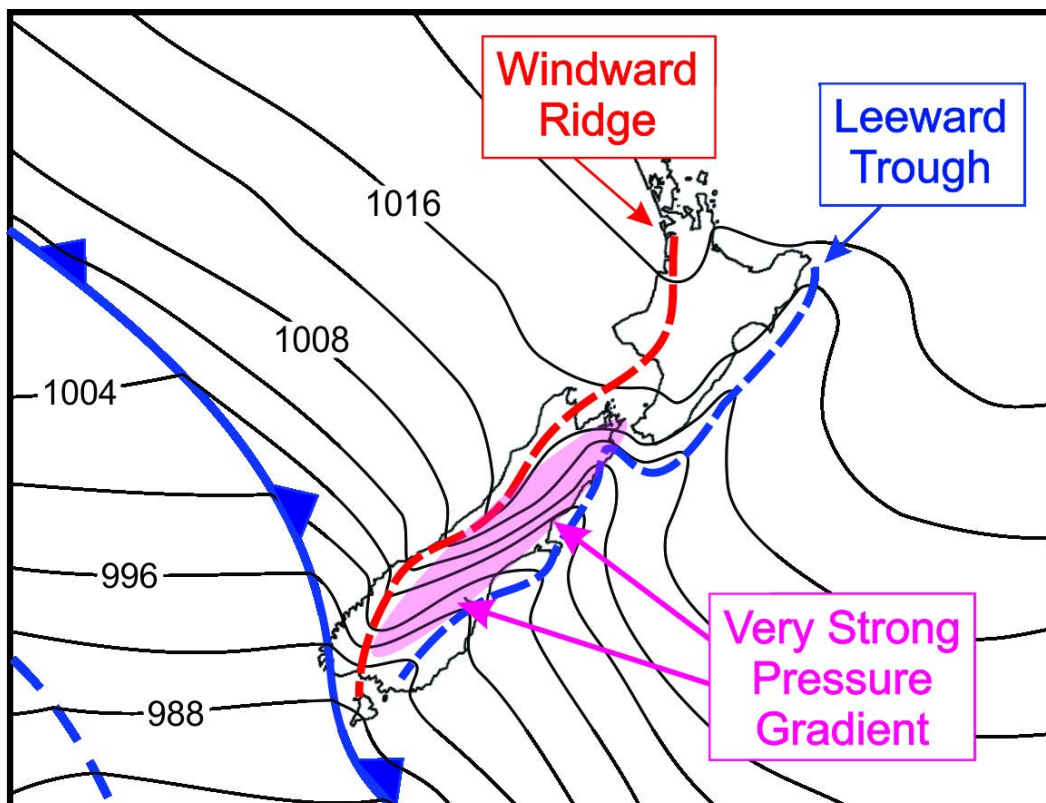 Windward
Ridge
Leeward
Trough
1016
1008
1004
996
988
Very Strong
Pressure
Gradient